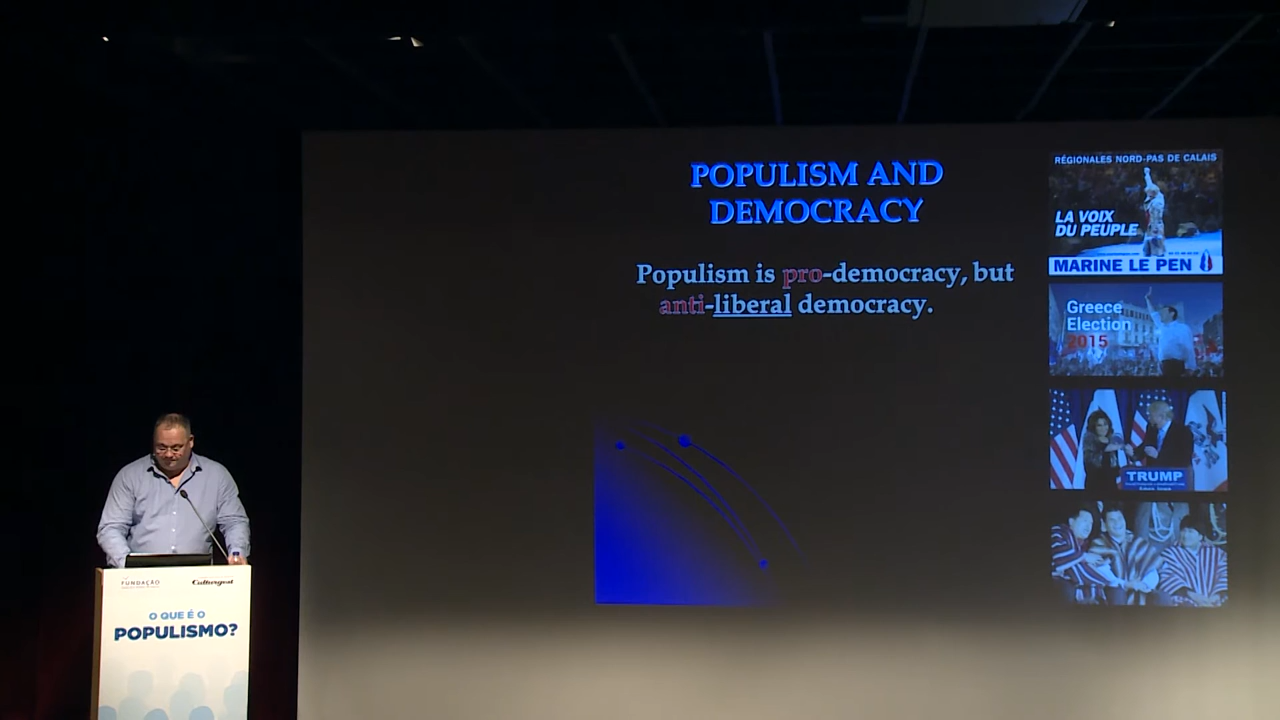 POPULISM AND
DEMOCRACY
Populism is pro-democracy, but
anti-liberal democracy.
RÉGIONALES NORD-PAS DE CALAIS
LA VOIX
DU PEUPLE
MARINE LE PEN
Greece
Election
2015
TRUMP
FUNDAÇÃO
Culturgest
O QUE É O
POPULISMO?